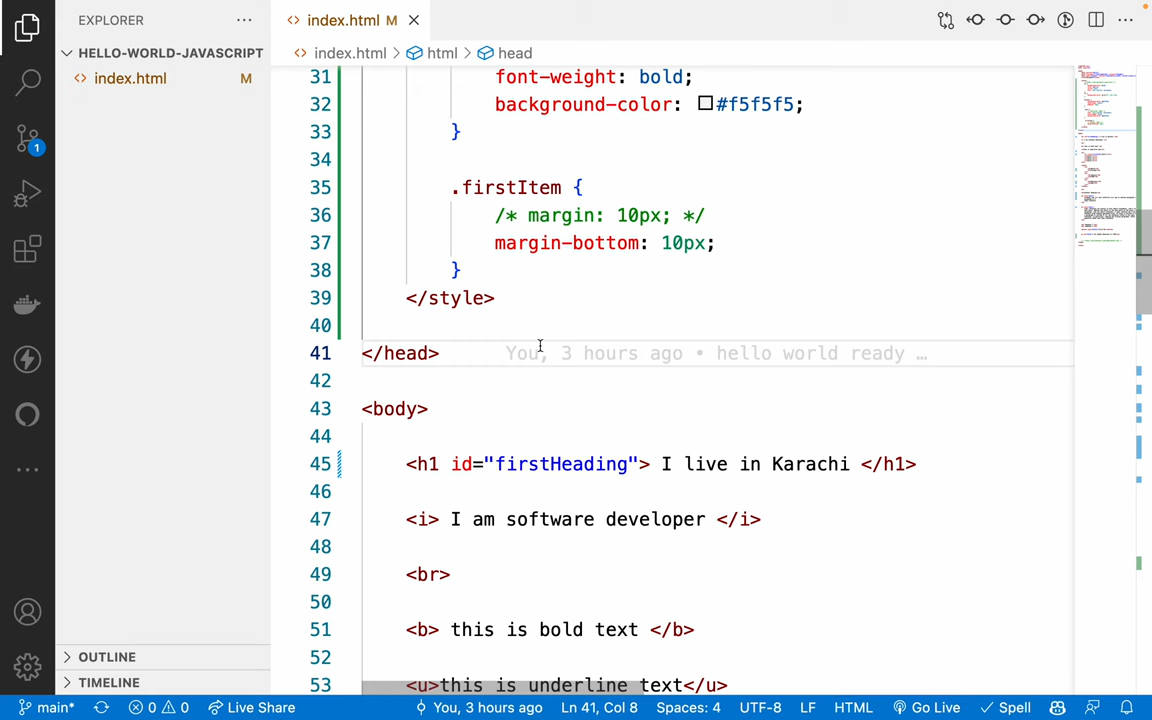 EXPLORER
index.html M
HELLO-WORLD-JAVASCRIPT
index.html M
index.html > html > head
31 font-weight: bold;
32 background-color: #f5f5f5;
33 }
34
35 .firstItem {
36 /* margin: 10px; */
37 margin-bottom: 10px;
38 }
39 </style>
40
41 </head> You, 3 hours ago • hello world ready …
42
43 <body>
44
45 <h1 id="firstHeading"> I live in Karachi </h1>
46
47 <i> I am software developer </i>
48
49 <br>
50
51 <b> this is bold text </b>
52
53 <u>this is underline text</u>
1
OUTLINE
TIMELINE
main* 0 0 Live Share You, 3 hours ago Ln 41, Col 8 Spaces: 4 UTF-8 LF HTML Go Live Spell